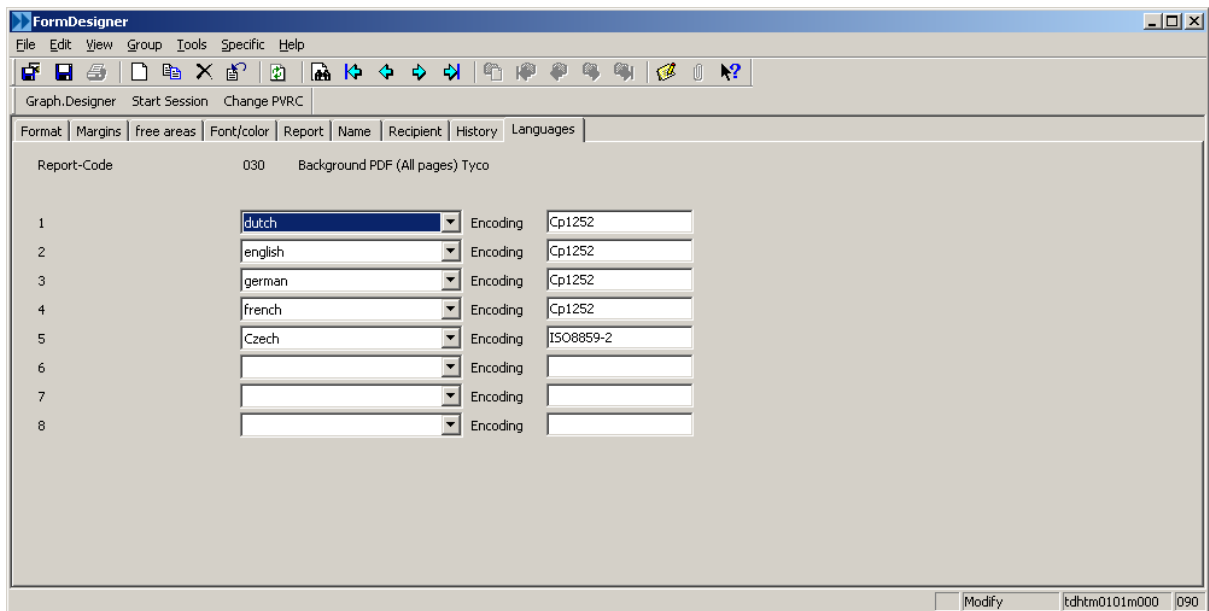 FormDesigner
File Edit View Group Tools Specific Help
Graph.Designer Start Session Change PVRC
Format Margins free areas Font/color Report Name Recipient History Languages
Report-Code 030 Background PDF (All pages) Tyco
1 dutch Encoding Cp1252
2 english Encoding Cp1252
3 german Encoding Cp1252
4 french Encoding Cp1252
5 Czech Encoding ISO8859-2
6 Encoding
7 Encoding
8 Encoding
Modify tdhtm0101m000 090